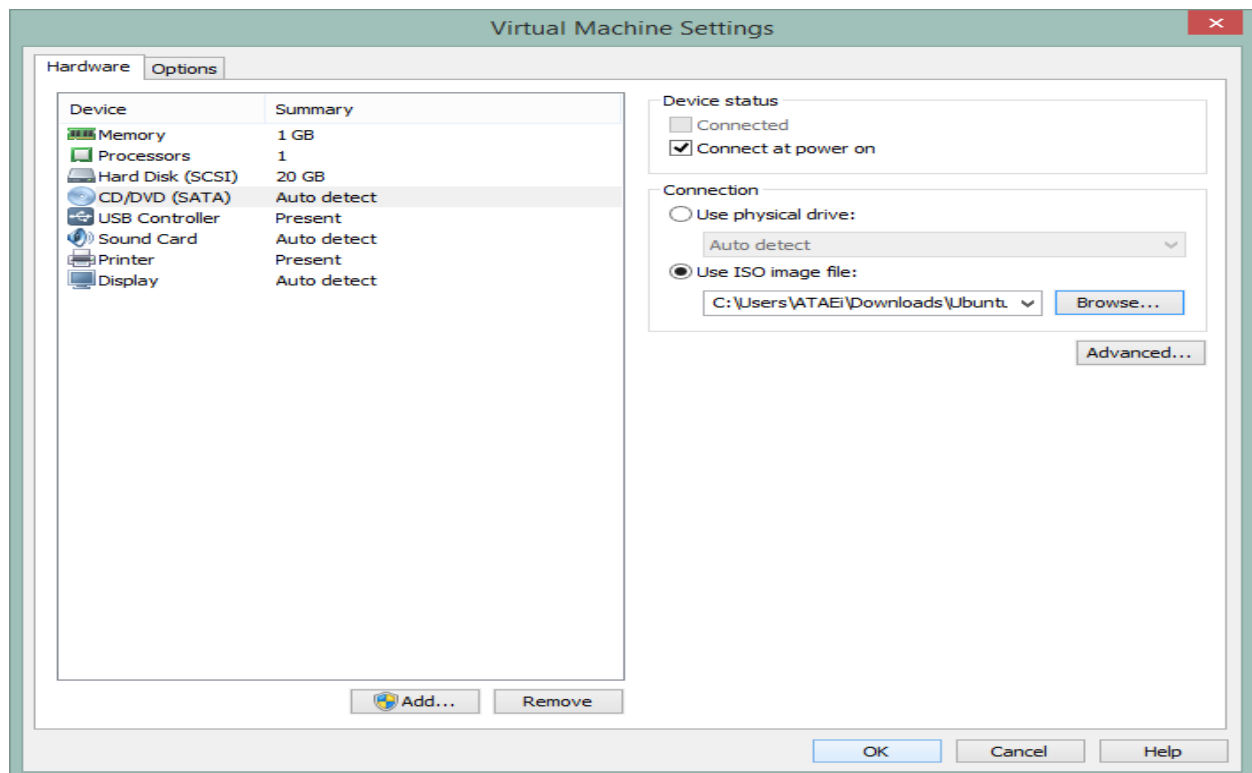 Virtual Machine Settings
Hardware Options
Device Summary
Memory 1 GB
Processors 1
Hard Disk (SCSI) 20 GB
CD/DVD (SATA) Auto detect
USB Controller Present
Sound Card Auto detect
Printer Present
Display Auto detect
Add... Remove
Device status
Connected
Connect at power on
Connection
Use physical drive:
Auto detect
Use ISO image file:
C:\Users\ATAEi\Downloads\Ubuntu Browse...
Advanced...
OK Cancel Help